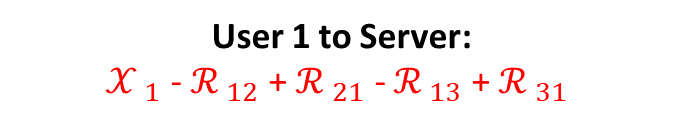 User 1 to Server:
𝒳 1 - ℛ 12 + ℛ 21 - ℛ 13 + ℛ 31